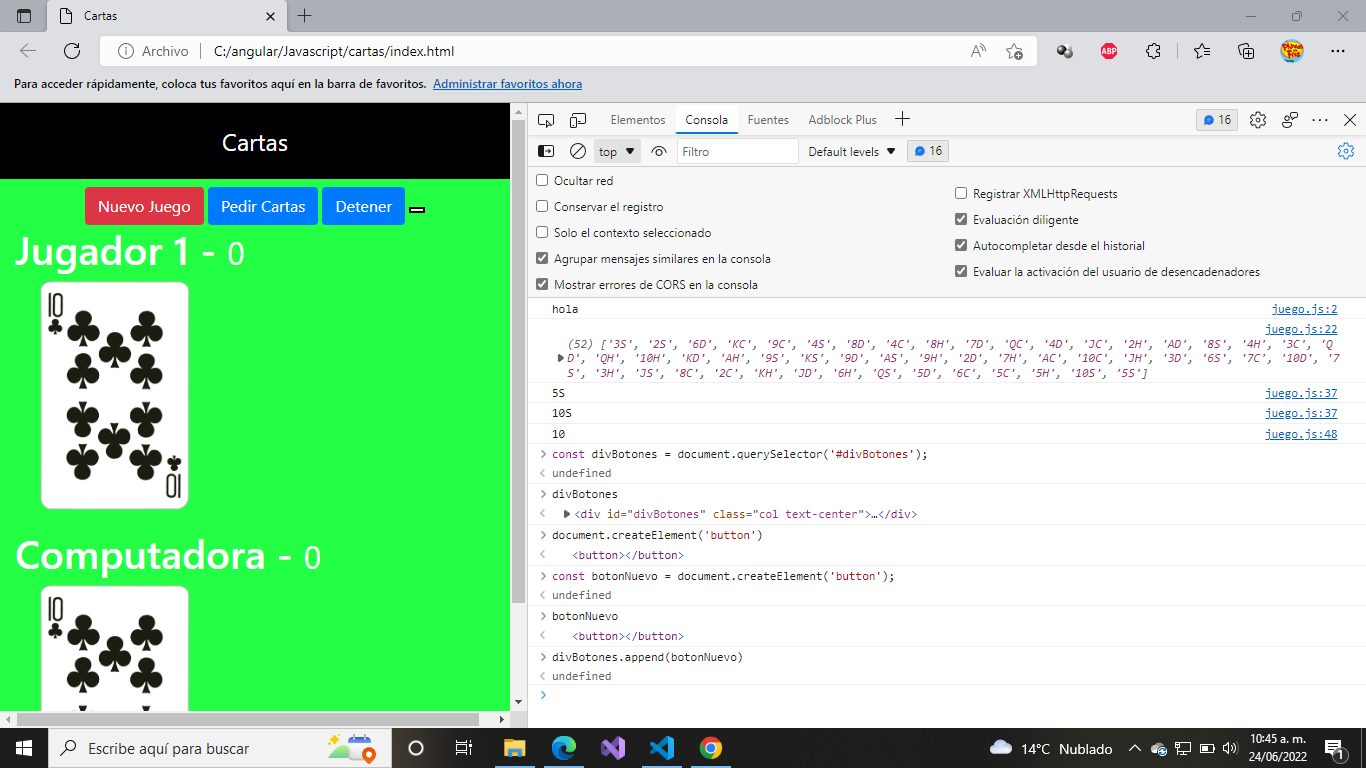 Cartas
Archivo
C:/angular/Javascript/cartas/index.html
ABP
Para acceder rápidamente, coloca tus favoritos aquí en la barra de favoritos. Administrar favoritos ahora
Cartas
Nuevo Juego
Pedir Cartas
Detener
Jugador 1 - 0
10
10
Computadora - 0
10
Elementos
Consola
Fuentes
Adblock Plus
16
top
Filtro
Default levels
16
Ocultar red
Conservar el registro
Solo el contexto seleccionado
Agrupar mensajes similares en la consola
Mostrar errores de CORS en la consola
Registrar XMLHttpRequests
Evaluación diligente
Autocompletar desde el historial
Evaluar la activación del usuario de desencadenadores
hola juego.js:2
juego.js:22
(52) ['3S', '2S', '6D', 'KC', '9C', '4S', '8D', '4C', '8H', '7D', 'QC', '4D', 'JC', '2H', 'AD', '8S', '4H', '3C', 'Q
D', 'QH', '10H', 'KD', 'AH', '9S', 'KS', '9D', 'AS', '9H', '2D', '7H', 'AC', '10C', 'JH', '3D', '6S', '7C', '10D', '7
S', '3H', 'JS', '8C', '2C', 'KH', 'JD', '6H', 'QS', '5D', '6C', '5C', '5H', '10S', '5S']
5S juego.js:37
10S juego.js:37
10 juego.js:48
const divBotones = document.querySelector('#divBotones');
undefined
divBotones
<div id="divBotones" class="col text-center">…</div>
document.createElement('button')
<button></button>
const botonNuevo = document.createElement('button');
undefined
botonNuevo
<button></button>
divBotones.append(botonNuevo)
undefined
Escribe aquí para buscar
14°C Nublado
10:45 a. m.
24/06/2022
1